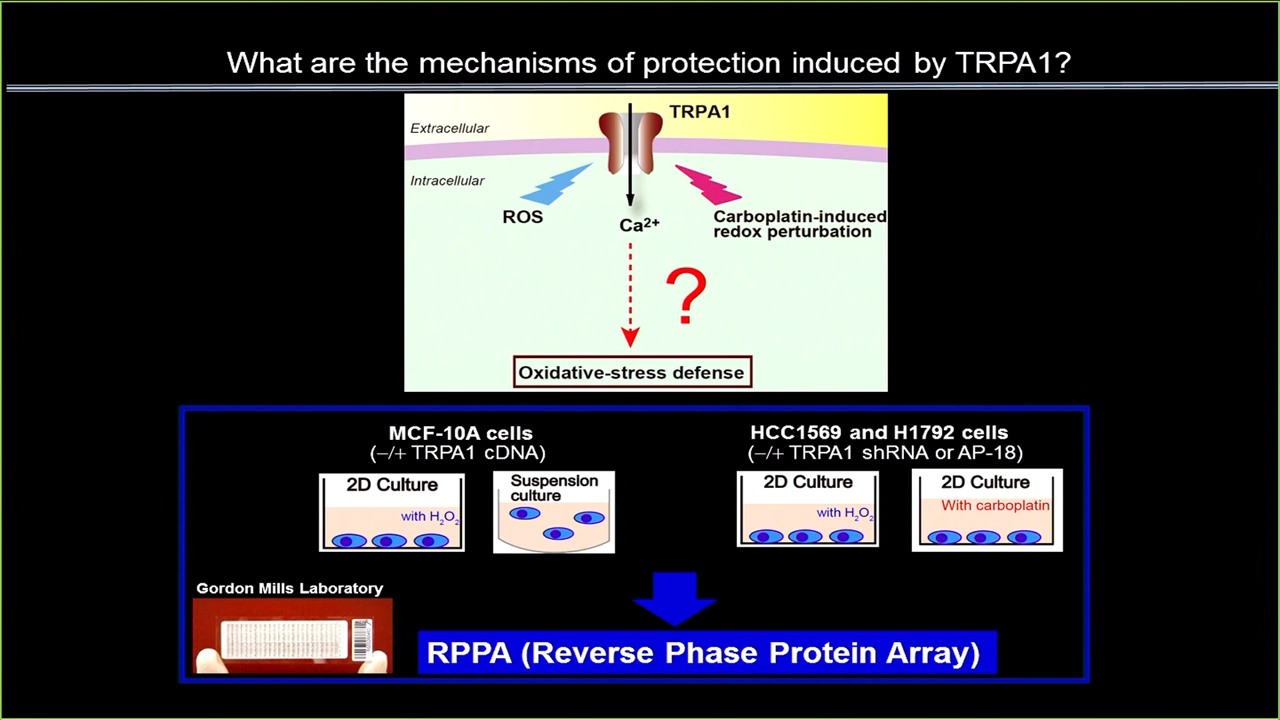 What are the mechanisms of protection induced by TRPA1?
TRPA1
Extracellular
Intracellular
ROS
Ca²⁺
Carboplatin-induced
redox perturbation
?
Oxidative-stress defense
MCF-10A cells
(–/+ TRPA1 cDNA)
2D Culture
with H₂O₂
Suspension
culture
HCC1569 and H1792 cells
(–/+ TRPA1 shRNA or AP-18)
2D Culture
with H₂O₂
2D Culture
With carboplatin
Gordon Mills Laboratory
RPPA (Reverse Phase Protein Array)